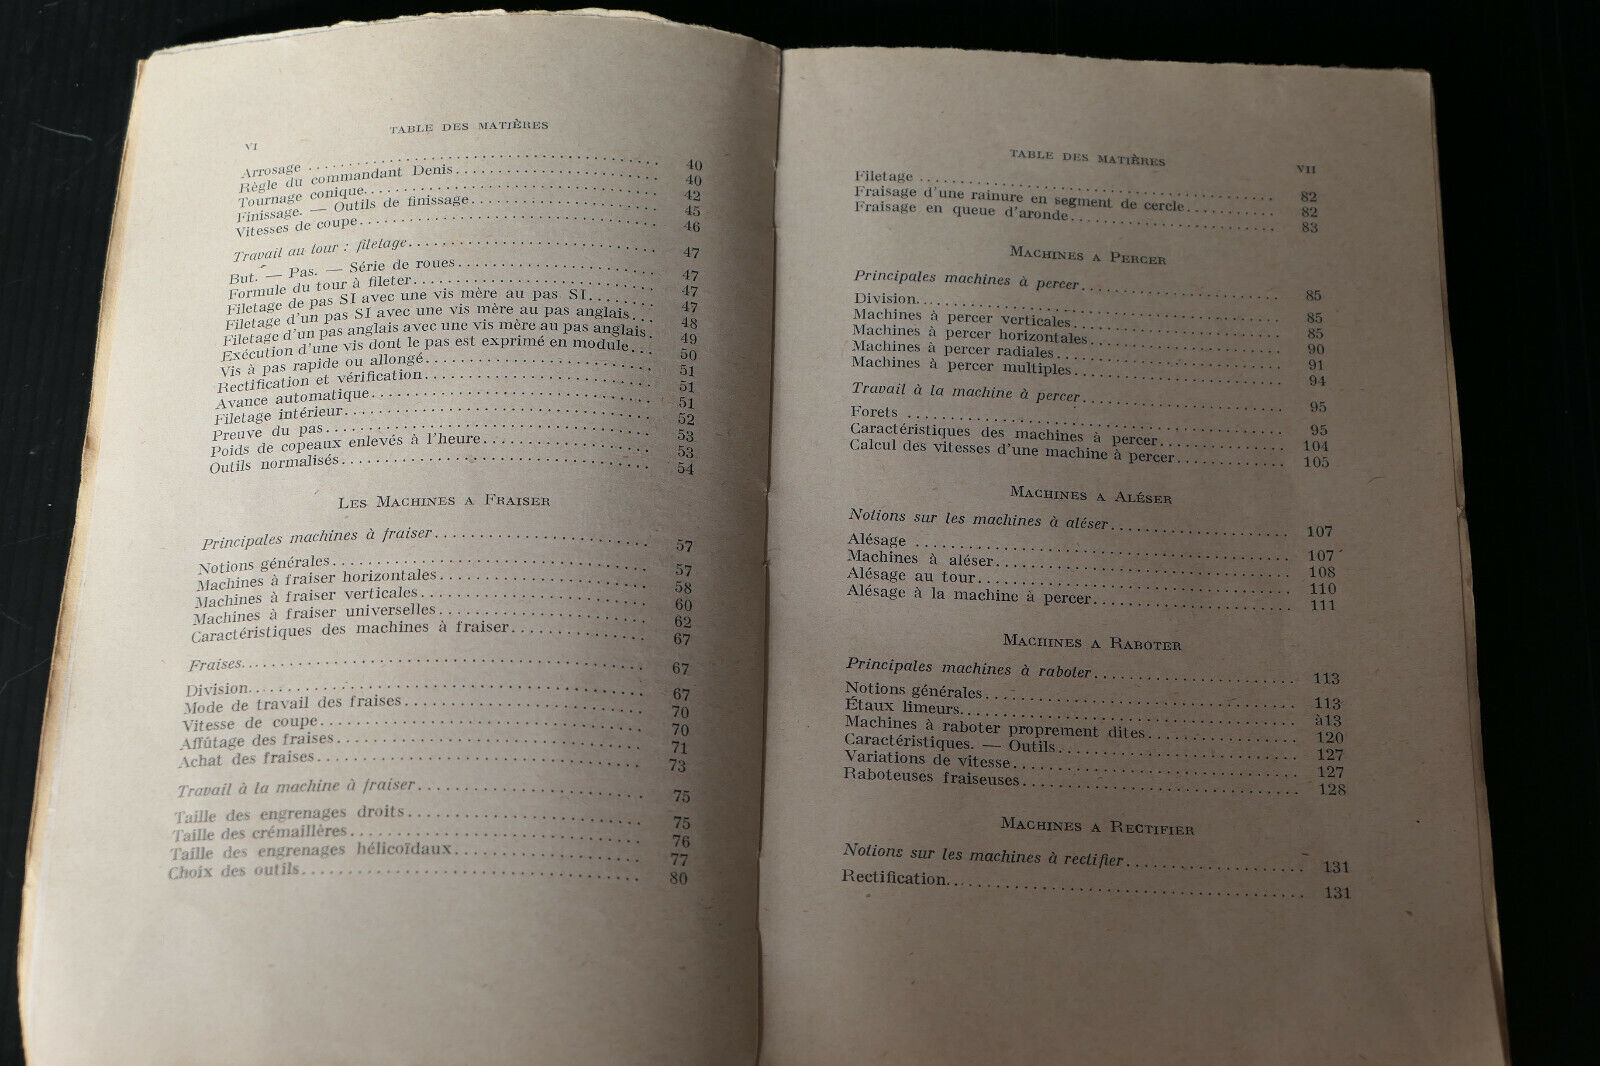 TABLE DES MATIÈRES
VI
Arrosage 40
Règle du commandant Denis 40
Tournage conique 42
Finissage. — Outils de finissage 45
Vitesses de coupe 46
Travail au tour : filetage 47
But. — Pas. — Série de roues 47
Formule du tour à fileter 47
Filetage de pas SI avec une vis mère au pas SI 47
Filetage d'un pas SI avec une vis mère au pas anglais 48
Filetage d'un pas anglais avec une vis mère au pas anglais 49
Exécution d'une vis dont le pas est exprimé en module 50
Vis à pas rapide ou allongé 51
Rectification et vérification 51
Avance automatique 51
Filetage intérieur 52
Preuve du pas 53
Poids de copeaux enlevés à l'heure 53
Outils normalisés 54
LES MACHINES A FRAISER
Principales machines à fraiser 57
Notions générales 57
Machines à fraiser horizontales 58
Machines à fraiser verticales 60
Machines à fraiser universelles 62
Caractéristiques des machines à fraiser 67
Fraises 67
Division 67
Mode de travail des fraises 70
Vitesse de coupe 70
Affûtage des fraises 71
Achat des fraises 73
Travail à la machine à fraiser 75
Taille des engrenages droits 75
Taille des crémaillères 76
Taille des engrenages hélicoïdaux 77
Choix des outils 80
TABLE DES MATIÈRES
VII
Filetage 82
Fraisage d'une rainure en segment de cercle 82
Fraisage en queue d'aronde 83
MACHINES A PERCER
Principales machines à percer 85
Division 85
Machines à percer verticales 85
Machines à percer horizontales 90
Machines à percer radiales 91
Machines à percer multiples 94
Travail à la machine à percer 95
Forets 95
Caractéristiques des machines à percer 104
Calcul des vitesses d'une machine à percer 105
MACHINES A ALÉSER
Notions sur les machines à aléser 107
Alésage 107
Machines à aléser 108
Alésage au tour 110
Alésage à la machine à percer 111
MACHINES A RABOTER
Principales machines à raboter 113
Notions générales 113
Étaux limeurs à13
Machines à raboter proprement dites 120
Caractéristiques. — Outils 127
Variations de vitesse 127
Raboteuses fraiseuses 128
MACHINES A RECTIFIER
Notions sur les machines à rectifier 131
Rectification 131